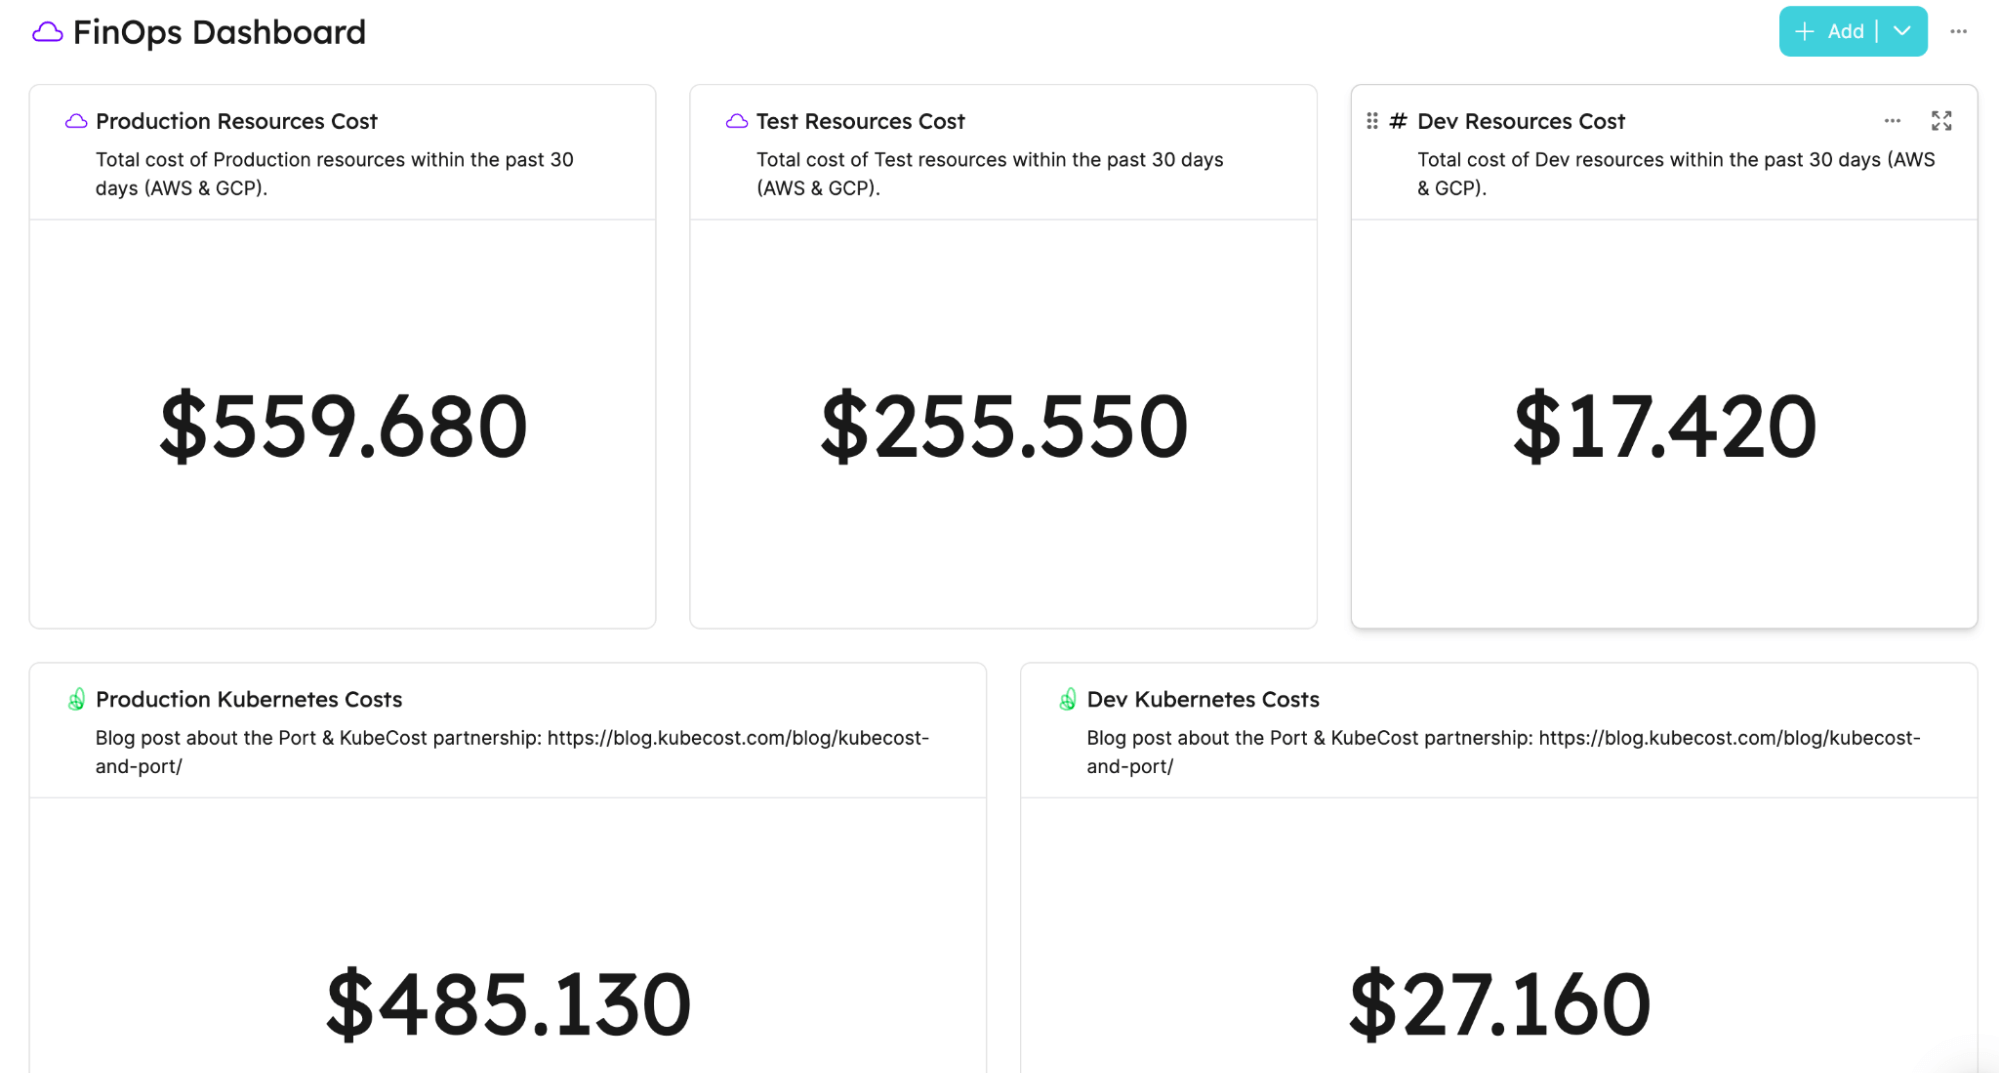 FinOps Dashboard
+ Add
Production Resources Cost
Total cost of Production resources within the past 30
days (AWS & GCP).
$559.680
Test Resources Cost
Total cost of Test resources within the past 30 days
(AWS & GCP).
$255.550
# Dev Resources Cost
Total cost of Dev resources within the past 30 days (AWS
& GCP).
$17.420
Production Kubernetes Costs
Blog post about the Port & KubeCost partnership: https://blog.kubecost.com/blog/kubecost-
and-port/
$485.130
Dev Kubernetes Costs
Blog post about the Port & KubeCost partnership: https://blog.kubecost.com/blog/kubecost-
and-port/
$27.160